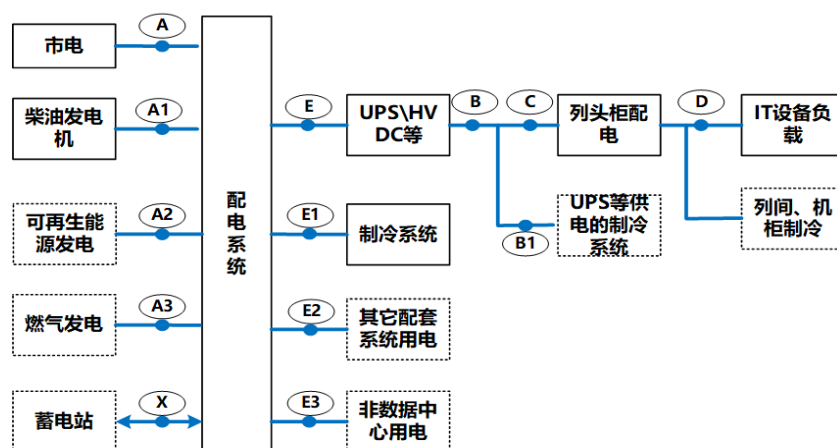 市电
A
柴油发电
机
A1
可再生能
源发电
A2
燃气发电
A3
蓄电站
X
配
电
系
统
E
UPS\HV
DC等
B
C
列头柜配
电
D
IT设备负
载
E1
制冷系统
B1
UPS等供
电的制冷
系统
列间、机
柜制冷
E2
其它配套
系统用电
E3
非数据中
心用电